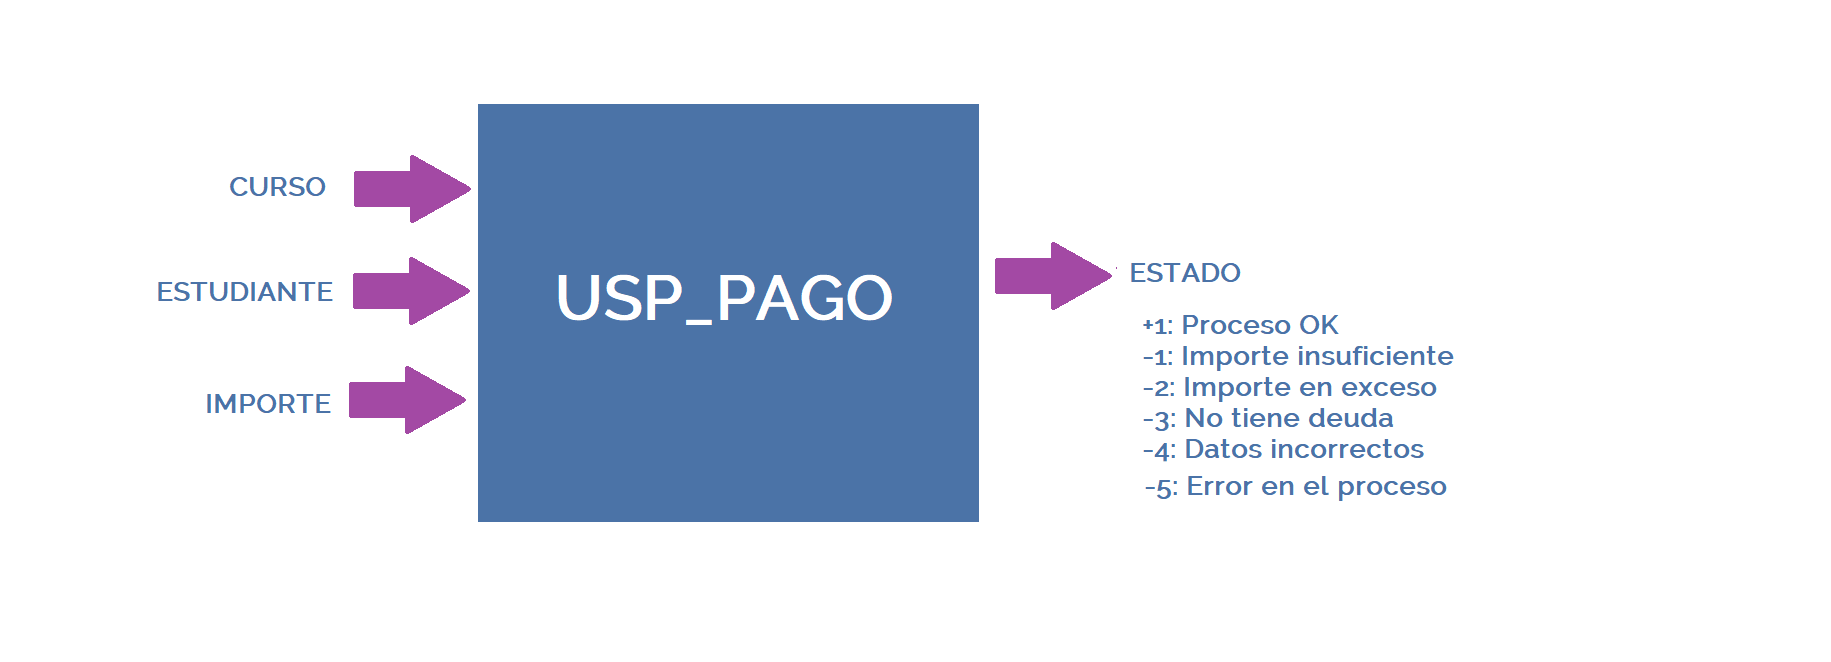 CURSO
ESTUDIANTE
IMPORTE
USP_PAGO
ESTADO
+1: Proceso OK
-1: Importe insuficiente
-2: Importe en exceso
-3: No tiene deuda
-4: Datos incorrectos
-5: Error en el proceso